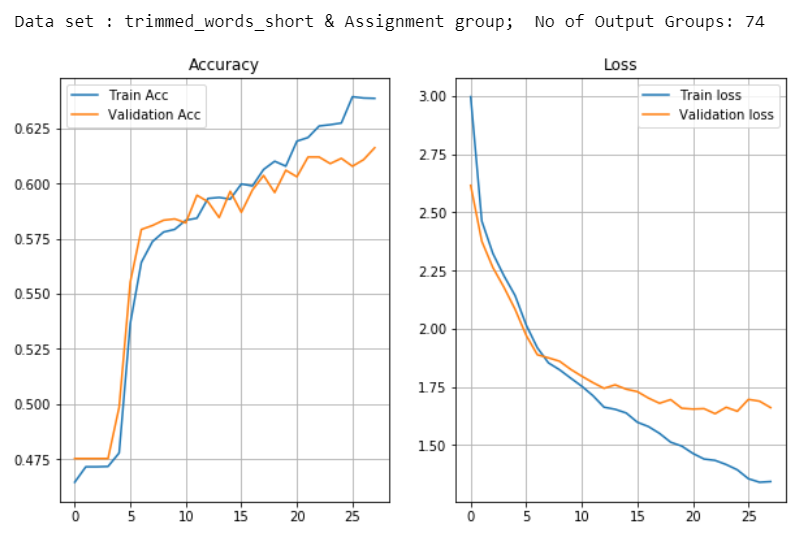 Data set : trimmed_words_short & Assignment group;  No of Output Groups: 74
Accuracy
Train Acc
Validation Acc
0.625
0.600
0.575
0.550
0.525
0.500
0.475
0 5 10 15 20 25
Loss
Train loss
Validation loss
3.00
2.75
2.50
2.25
2.00
1.75
1.50
0 5 10 15 20 25